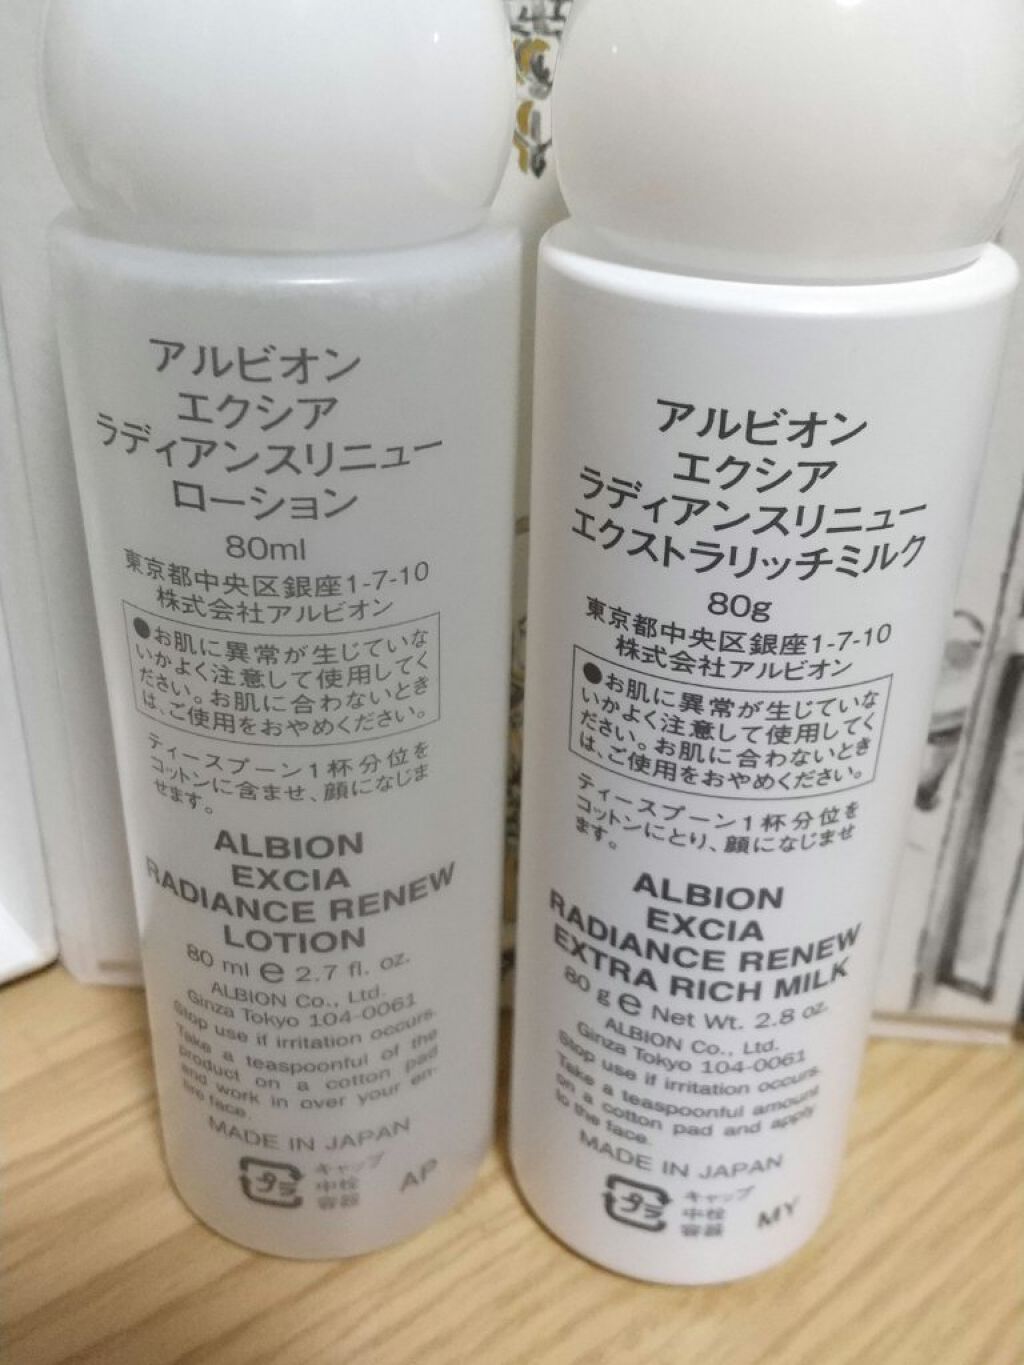 アルビオン
エクシア
ラディアンスリニュー
ローション
80ml
東京都中央区銀座1-7-10
株式会社アルビオン
●お肌に異常が生じていな
いかよく注意して使用してく
ださい。お肌に合わないとき
は、ご使用をおやめください。
ティースプーン1杯分位を
コットンに含ませ、顔になじま
せます。
ALBION
EXCIA
RADIANCE RENEW
LOTION
80 ml e 2.7 fl. oz.
ALBION Co., Ltd.
Ginza Tokyo 104-0061
Stop use if irritation occurs.
Take a teaspoonful of the
product on a cotton pad
and work in over your en-
tire face.
MADE IN JAPAN
プラ
キャップ
中栓
容器
AP
アルビオン
エクシア
ラディアンスリニュー
エクストラリッチミルク
80g
東京都中央区銀座1-7-10
株式会社アルビオン
●お肌に異常が生じていな
いかよく注意して使用してく
ださい。お肌に合わないとき
は、ご使用をおやめください。
ティースプーン1杯分位を
コットンにとり、顔になじませ
ます。
ALBION
EXCIA
RADIANCE RENEW
EXTRA RICH MILK
80 g e Net Wt. 2.8 oz.
ALBION Co., Ltd.
Ginza Tokyo 104-0061
Stop use if irritation occurs.
Take a teaspoonful amount
on a cotton pad and apply
to the face.
MADE IN JAPAN
プラ
キャップ
中栓
容器
MY